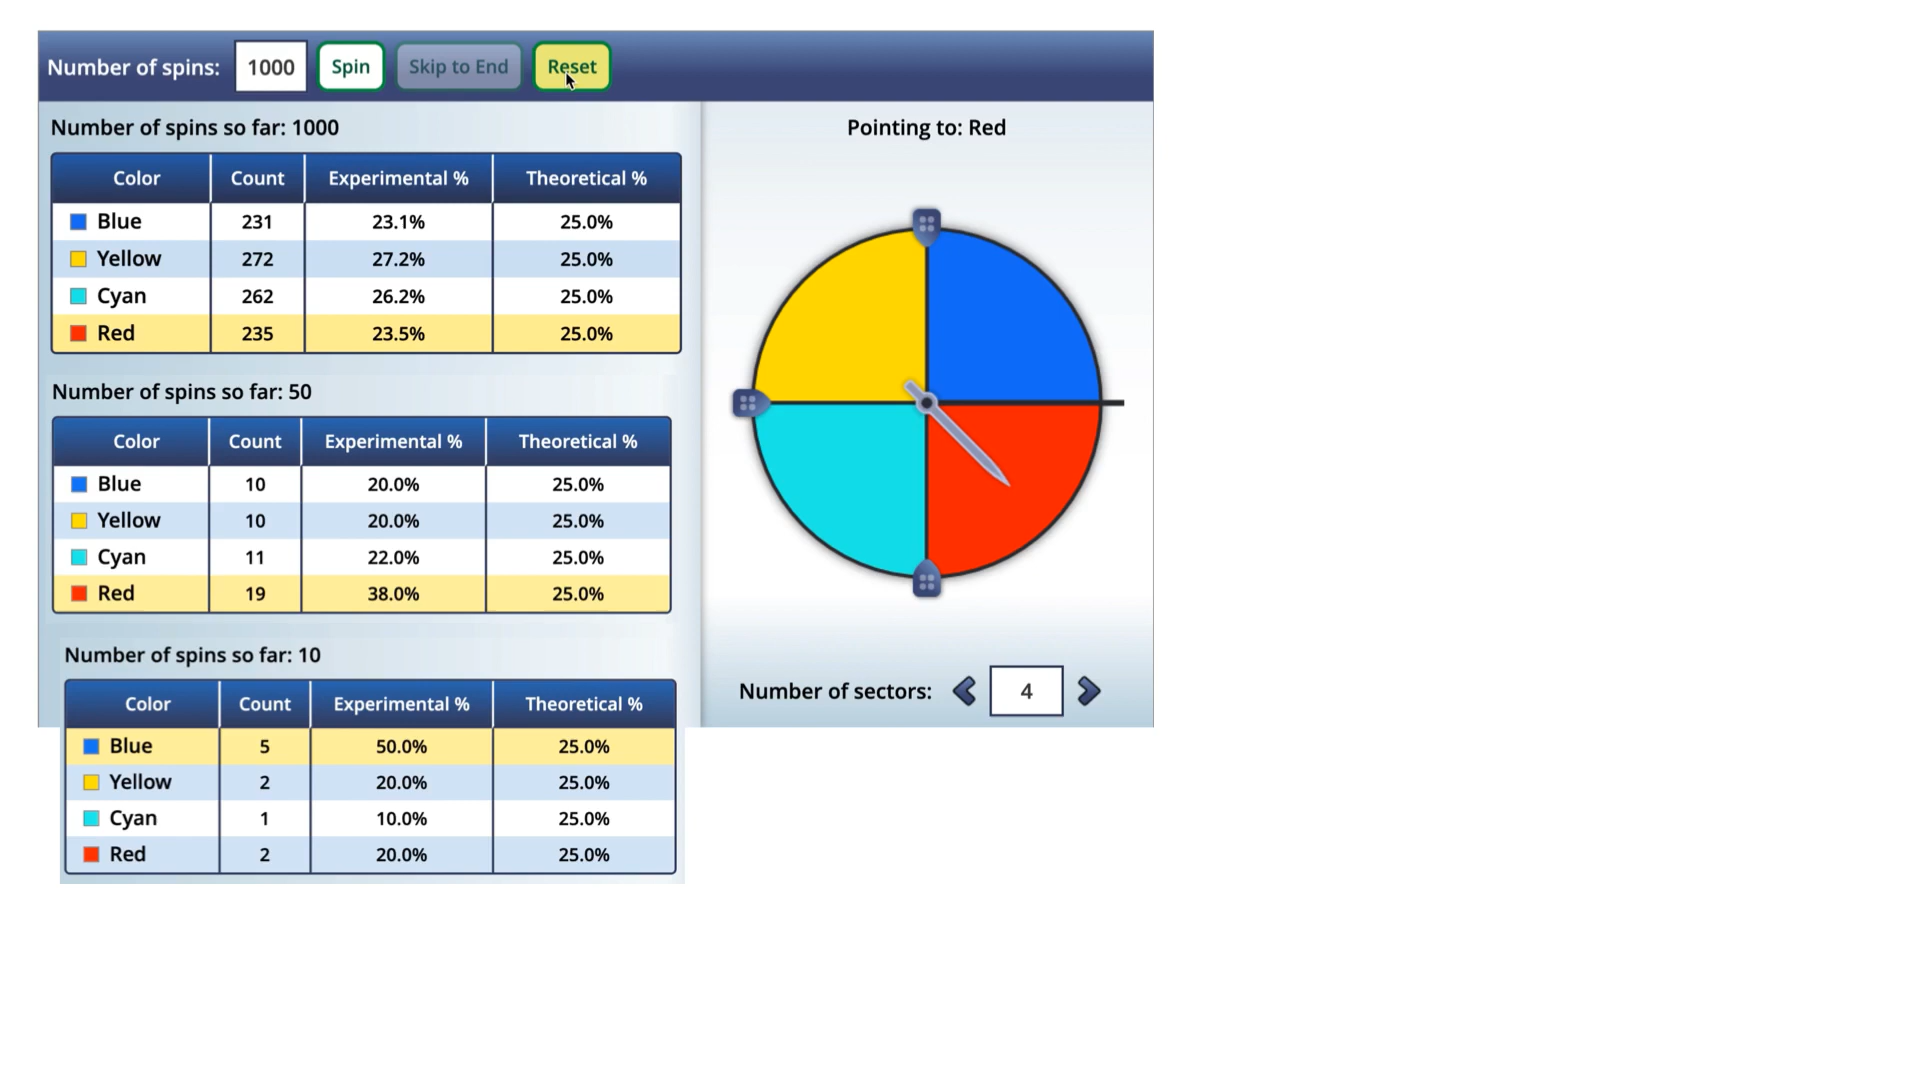 Number of spins: 1000 Spin Skip to End Reset
Number of spins so far: 1000
Color Count Experimental % Theoretical %
Blue 231 23.1% 25.0%
Yellow 272 27.2% 25.0%
Cyan 262 26.2% 25.0%
Red 235 23.5% 25.0%
Number of spins so far: 50
Color Count Experimental % Theoretical %
Blue 10 20.0% 25.0%
Yellow 10 20.0% 25.0%
Cyan 11 22.0% 25.0%
Red 19 38.0% 25.0%
Number of spins so far: 10
Color Count Experimental % Theoretical %
Blue 5 50.0% 25.0%
Yellow 2 20.0% 25.0%
Cyan 1 10.0% 25.0%
Red 2 20.0% 25.0%
Pointing to: Red
Number of sectors: 4